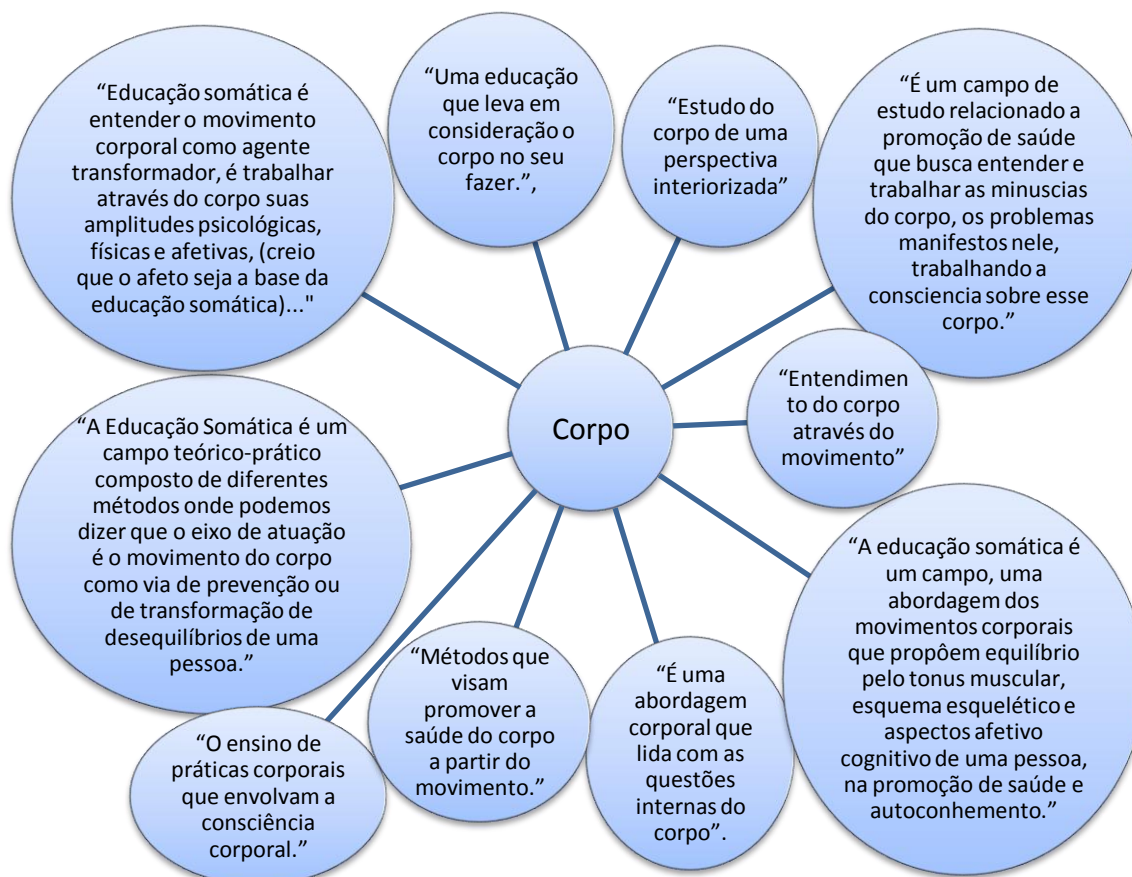 “Educação somática é
entender o movimento
corporal como agente
transformador, é trabalhar
através do corpo suas
amplitudes psicológicas,
físicas e afetivas, (creio
que o afeto seja a base da
educação somática)..."
“Uma educação
que leva em
consideração o
corpo no seu
fazer.”,
“Estudo do
corpo de uma
perspectiva
interiorizada”
“É um campo de
estudo relacionado a
promoção de saúde
que busca entender e
trabalhar as minuscias
do corpo, os problemas
manifestos nele,
trabalhando a
consciencia sobre esse
corpo.”
Corpo
“Entendimen
to do corpo
através do
movimento”
“A Educação Somática é um
campo teórico-prático
composto de diferentes
métodos onde podemos
dizer que o eixo de atuação
é o movimento do corpo
como via de prevenção ou
de transformação de
desequilíbrios de uma
pessoa.”
“A educação somática é
um campo, uma
abordagem dos
movimentos corporais
que propôem equilíbrio
pelo tonus muscular,
esquema esquelético e
aspectos afetivo
cognitivo de uma pessoa,
na promoção de saúde e
autoconhemento.”
“O ensino de
práticas corporais
que envolvam a
consciência
corporal.”
“Métodos que
visam
promover a
saúde do corpo
a partir do
movimento.”
“É uma
abordagem
corporal que
lida com as
questões
internas do
corpo”.